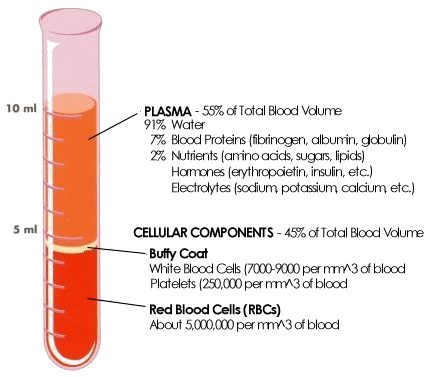 10 ml
PLASMA - 55% of Total Blood Volume
91% Water
7% Blood Proteins (fibrinogen, albumin, globulin)
2% Nutrients (amino acids, sugars, lipids)
Hormones (erythropoietin, insulin, etc.)
Electrolytes (sodium, potassium, calcium, etc.)
5 ml
CELLULAR COMPONENTS - 45% of Total Blood Volume
Buffy Coat
White Blood Cells (7000-9000 per mm^3 of blood
Platelets (250,000 per mm^3 of blood
Red Blood Cells (RBCs)
About 5,000,000 per mm^3 of blood